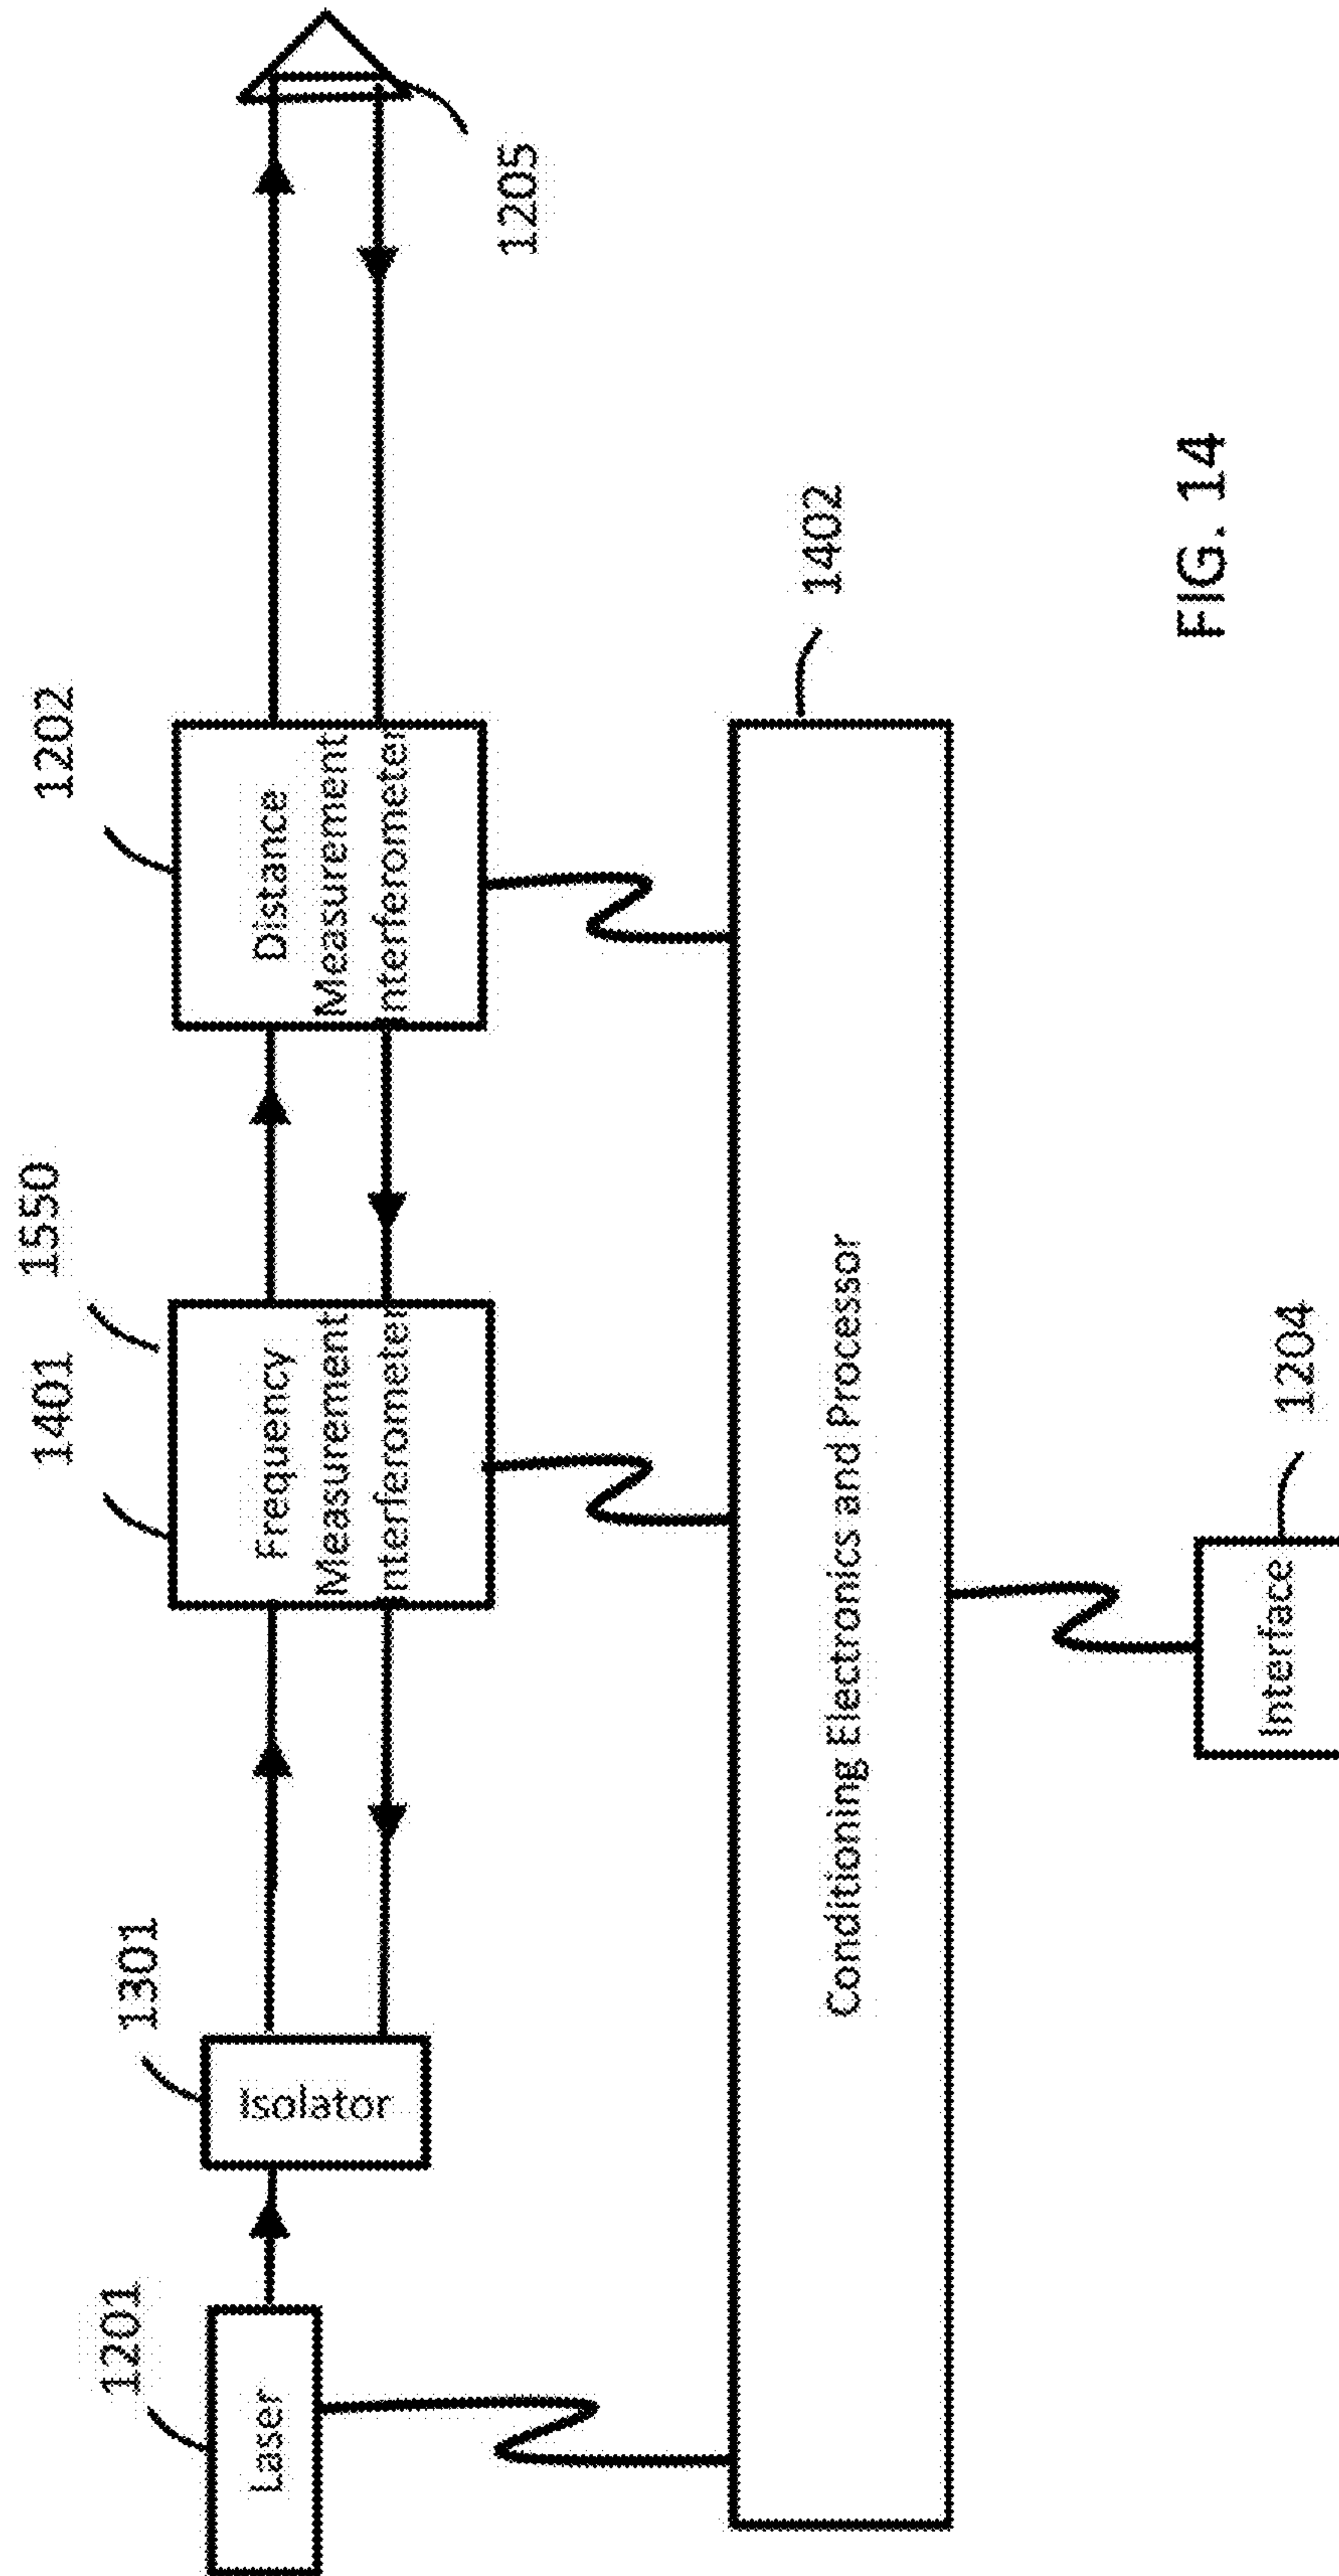 1201
Laser
1301
Isolator
1401
1550
Frequency
Measurement
Interferometer
1202
Distance
Measurement
Interferometer
1205
Conditioning Electronics and Processor
1402
Interface
1204
FIG. 14